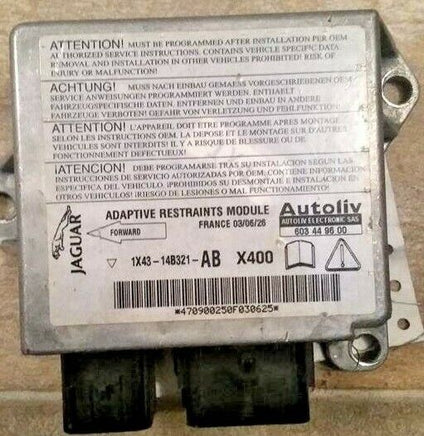 ATTENTION! MUST BE PROGRAMMED AFTER INSTALLATION PER OEM
AUTHORIZED SERVICE INSTRUCTIONS. CONTAINS VEHICLE SPECIFIC DATA
R'MOVAL AND INSTALLATION IN OTHER VEHICLES PROHIBITED! RISK OF
INJURY OR MALFUNCTION!
ACHTUNG! MUSS NACH EINBAU GEMAESS VORGESCHRIEBENEN OEM
SERVICE ANWEISUNGEN PROGRAMMIERT WERDEN. ENTHAELT
FAHRZEUGSPEZIFISCHE DATEN. ENTFERNEN UND EINBAU IN ANDERE
FAHRZEUGE VERBOTEN! GEFAHR VON VERLETZUNG UND FEHLFUNKTION!
ATTENTION! L'APPAREIL DOIT ETRE PROGRAMME APRES MONTAGE
SELON LES INSTRUCTIONS OEM. LA DEPOSE ET LE MONTAGE SUR D'AUTRES
VEHICULES SONT INTERDITS! IL Y A RISQUE DE BLESSURE OU DE
FONCTIONNEMENT DEFECTUEUX!
¡ATENCION! DEBE PROGRAMARSE TRAS SU INSTALACION SEGUN LAS
INSTRUCCIONES DE SERVICIO AUTORIZADAS POR OEM. CONTIENE INFORMACION
ESPECIFICA DEL VEHICULO ¡PROHIBIDOS SU DESMONTAJE E INSTALACION EN
OTROS VEHICULOS! ¡RIESGO DE LESIONES O MAL FUNCIONAMIENTO!
JAGUAR
ADAPTIVE RESTRAINTS MODULE
FORWARD
FRANCE 03/06/26
Autoliv
AUTOLIV ELECTRONIC SAS
603 44 96 00
1X43-14B321-AB X400
*470900250F030625*